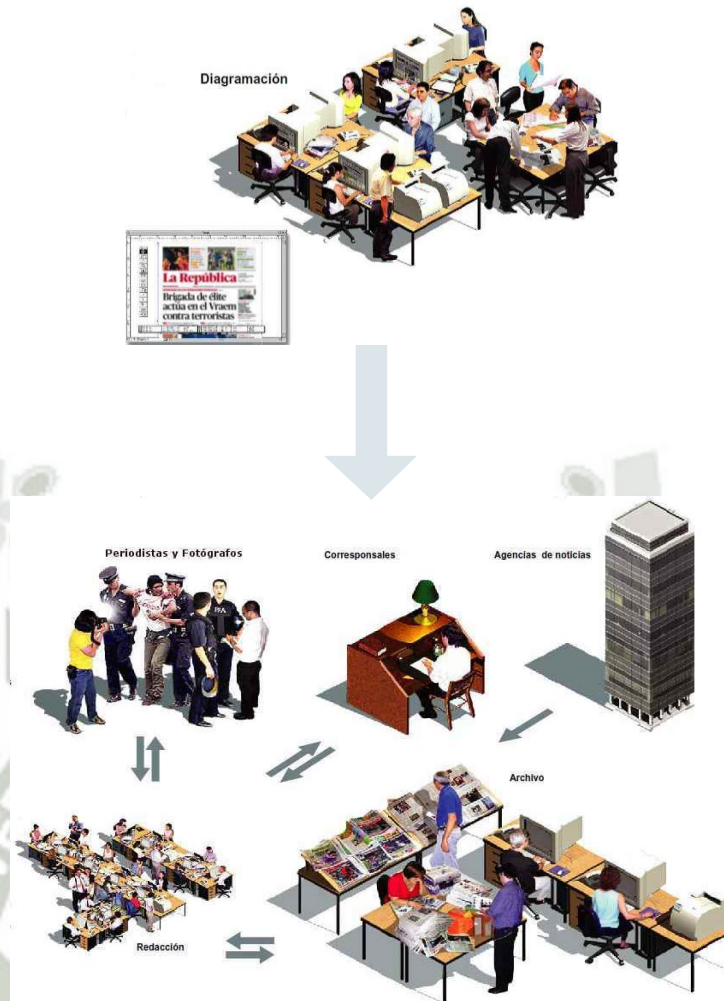 Diagramación
La República
Brigada de élite
actúa en el Vraem
contra terroristas
Periodistas y Fotógrafos
Corresponsales
Agencias de noticias
PFA
Archivo
Redacción